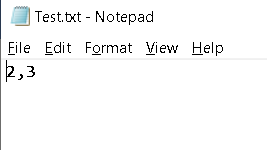 Test.txt - Notepad
File Edit Format View Help
2,3